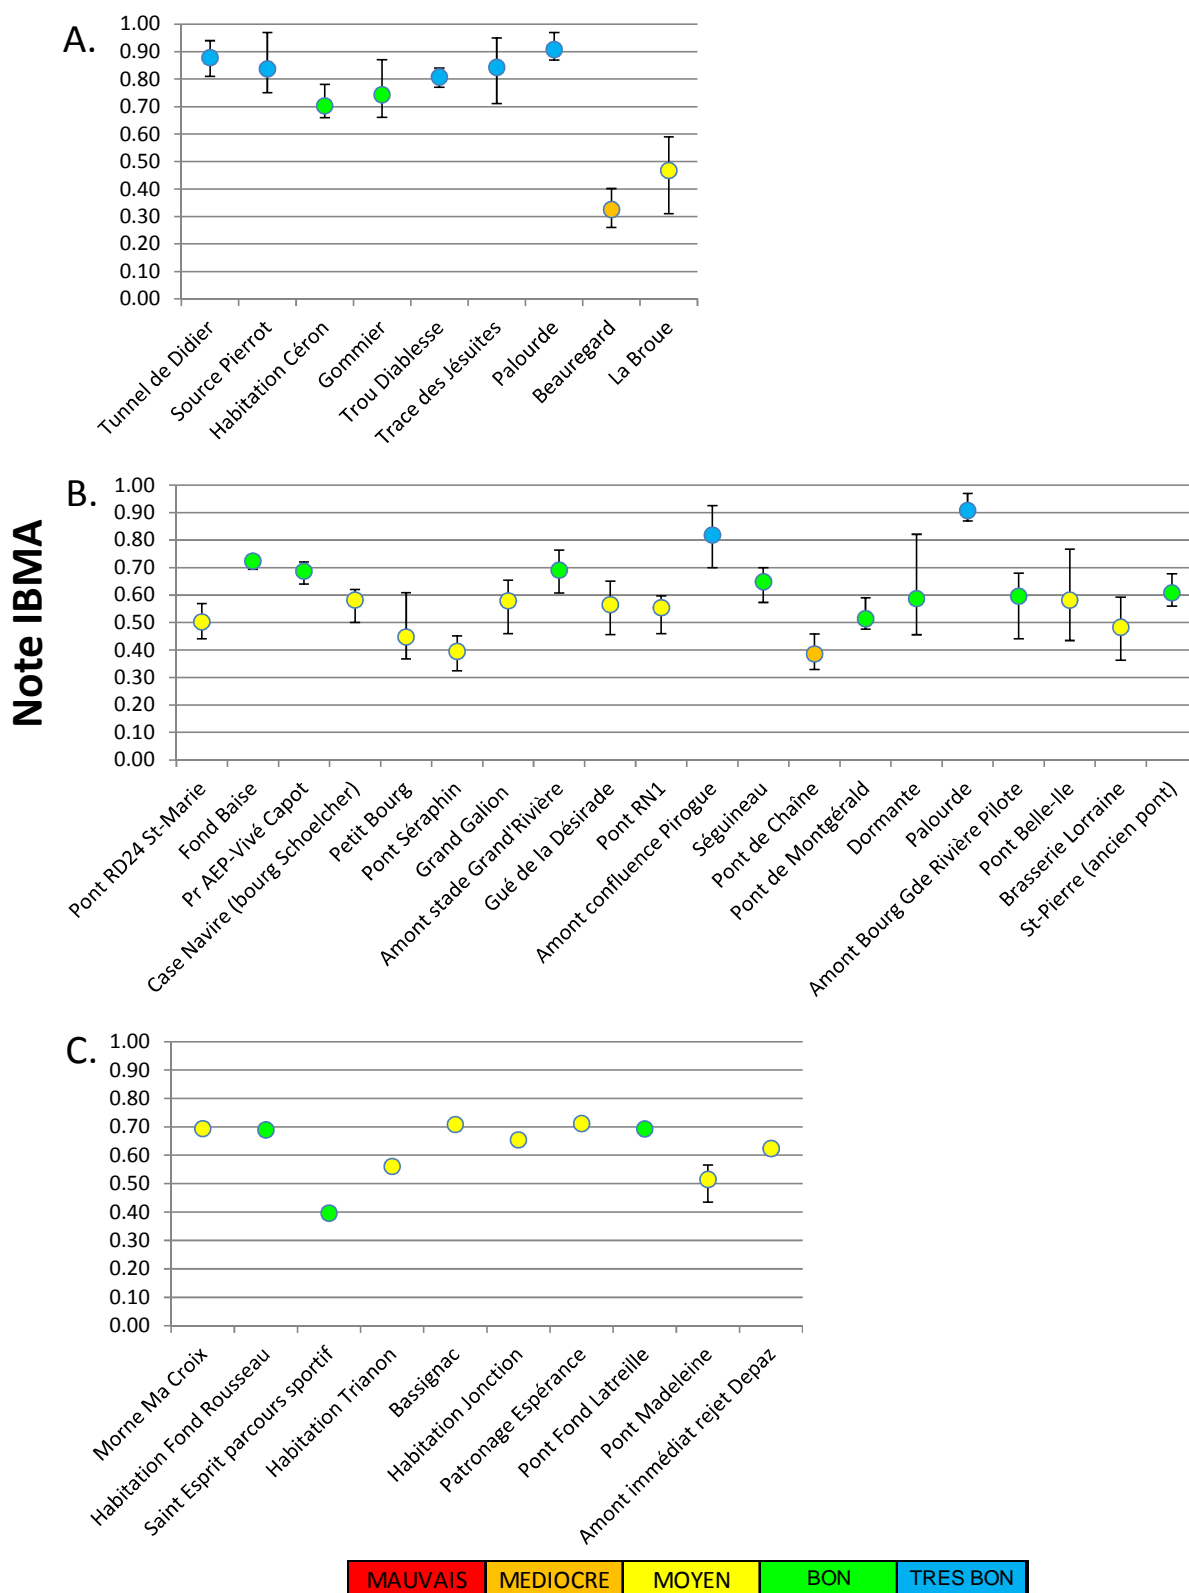 A.
1.00
0.90
0.80
0.70
0.60
0.50
0.40
0.30
0.20
0.10
0.00
Tunnel de Didier
Source Pierrot
Habitation Céron
Gommier
Trou Diablesse
Trace des Jésuites
Palourde
Beauregard
La Broue
Note IBMA
B.
1.00
0.90
0.80
0.70
0.60
0.50
0.40
0.30
0.20
0.10
0.00
Pont RD24 St-Marie
Fond Baise
Pr AEP-Vivé Capot
Case Navire (bourg Schoelcher)
Petit Bourg
Pont Séraphin
Grand Galion
Amont stade Grand'Rivière
Gué de la Désirade
Pont RN1
Amont confluence Pirogue
Séguineau
Pont de Chaîne
Pont de Montgérald
Dormante
Palourde
Amont Bourg Gde Rivière Pilote
Pont Belle-Ile
Brasserie Lorraine
St-Pierre (ancien pont)
C.
1.00
0.90
0.80
0.70
0.60
0.50
0.40
0.30
0.20
0.10
0.00
Morne Ma Croix
Habitation Fond Rousseau
Saint Esprit parcours sportif
Habitation Trianon
Bassignac
Habitation Jonction
Patronage Espérance
Pont Fond Latreille
Pont Madeleine
Amont immédiat rejet Depaz
MAUVAIS MEDIOCRE MOYEN BON TRES BON